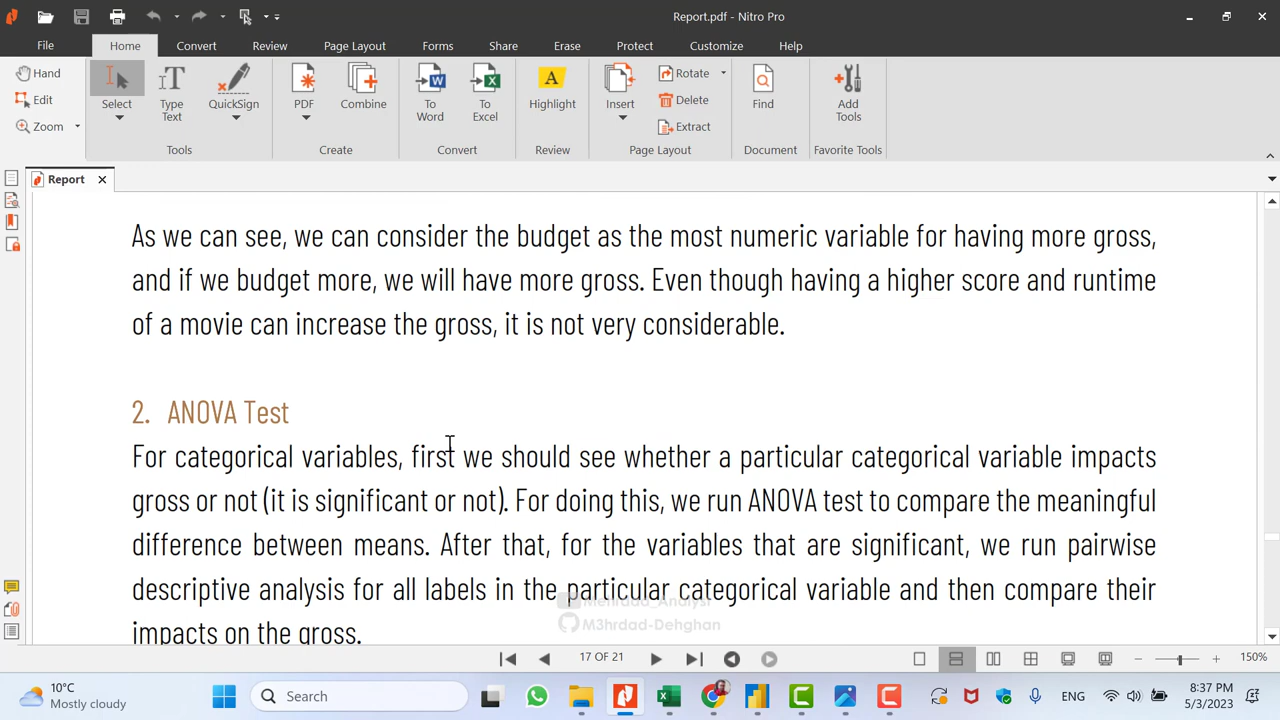 Report.pdf - Nitro Pro
File Home Convert Review Page Layout Forms Share Erase Protect Customize Help
Hand
Edit
Zoom
Select
Type Text
QuickSign
Tools
PDF
Combine
Create
To Word
To Excel
Convert
Highlight
Review
Insert
Rotate
Delete
Extract
Page Layout
Find
Document
Add Tools
Favorite Tools
Report
As we can see, we can consider the budget as the most numeric variable for having more gross,
and if we budget more, we will have more gross. Even though having a higher score and runtime
of a movie can increase the gross, it is not very considerable.
2. ANOVA Test
For categorical variables, first we should see whether a particular categorical variable impacts
gross or not (it is significant or not). For doing this, we run ANOVA test to compare the meaningful
difference between means. After that, for the variables that are significant, we run pairwise
descriptive analysis for all labels in the particular categorical variable and then compare their
Mehrdad_Analyst
M3hrdad-Dehghan
impacts on the gross.
17 OF 21
150%
10°C
Mostly cloudy
Search
ENG
8:37 PM
5/3/2023